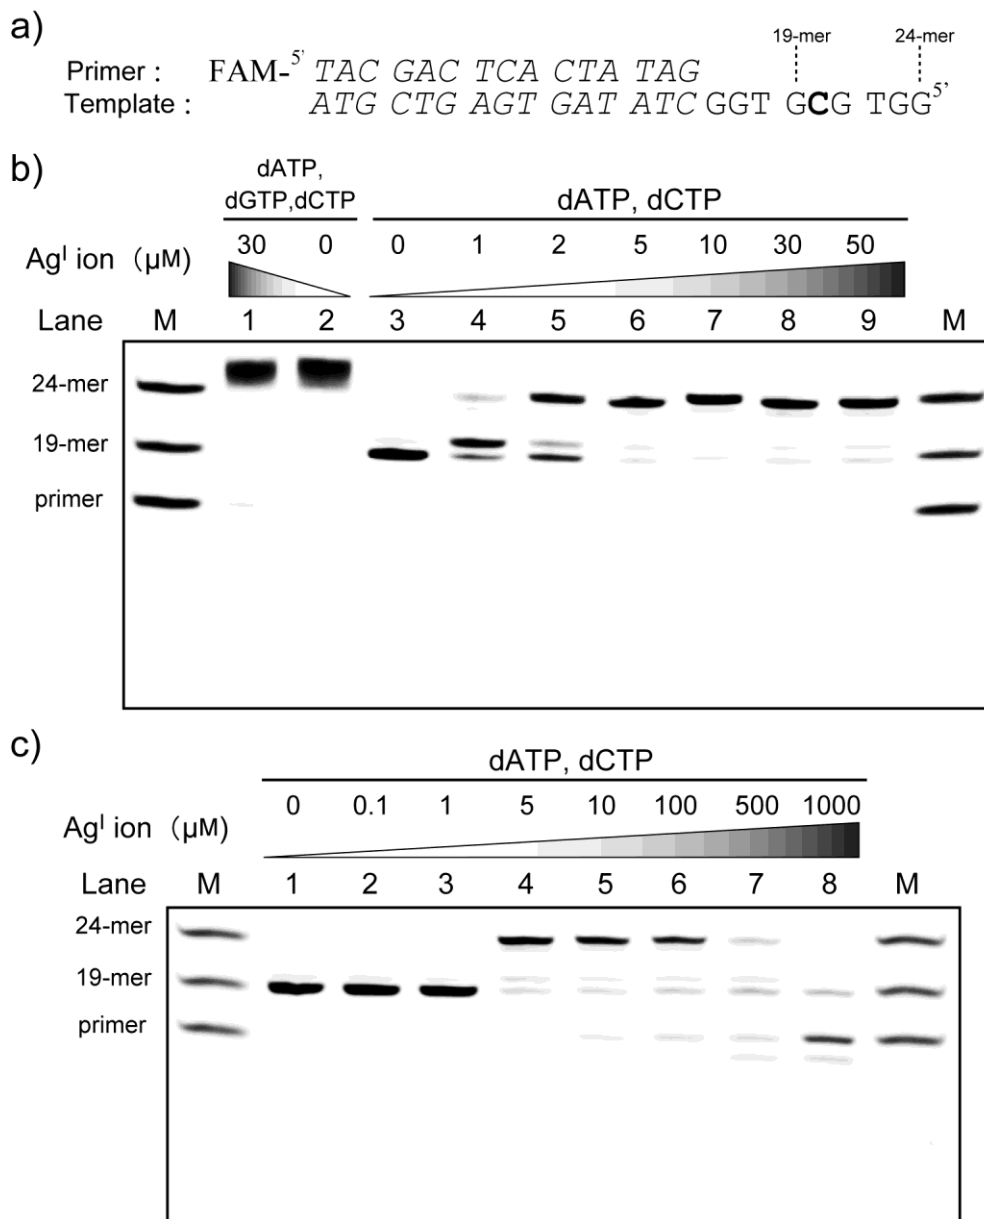 a)
19-mer 24-mer
Primer : FAM-5' TAC GAC TCA CTA TAG
Template : ATG CTG AGT GAT ATC GGT GCG TGG5'
b)
dATP,
dGTP,dCTP dATP, dCTP
AgI ion (μM) 30 0 0 1 2 5 10 30 50
Lane M 1 2 3 4 5 6 7 8 9 M
24-mer
19-mer
primer
c)
dATP, dCTP
AgI ion (μM) 0 0.1 1 5 10 100 500 1000
Lane M 1 2 3 4 5 6 7 8 M
24-mer
19-mer
primer